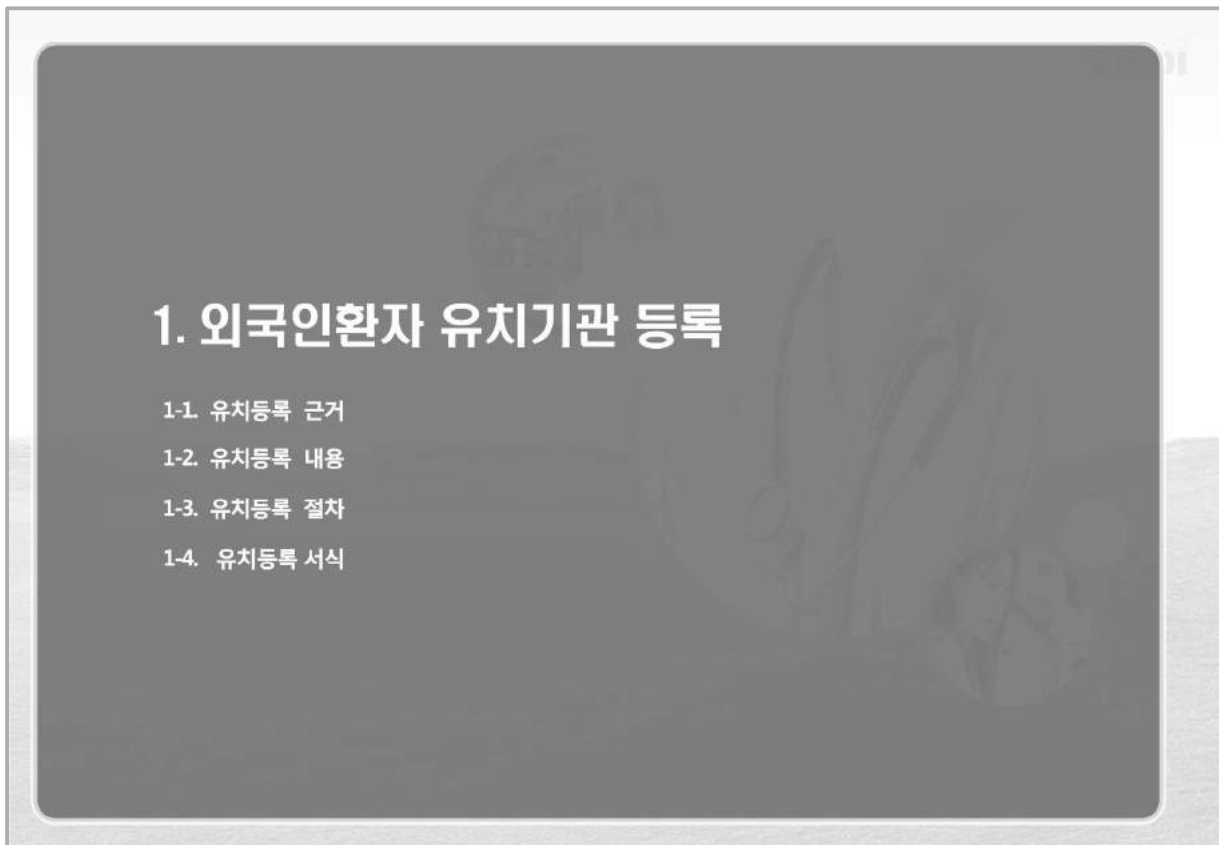 1. 외국인환자 유치기관 등록
1-1. 유치등록 근거
1-2. 유치등록 내용
1-3. 유치등록 절차
1-4. 유치등록 서식